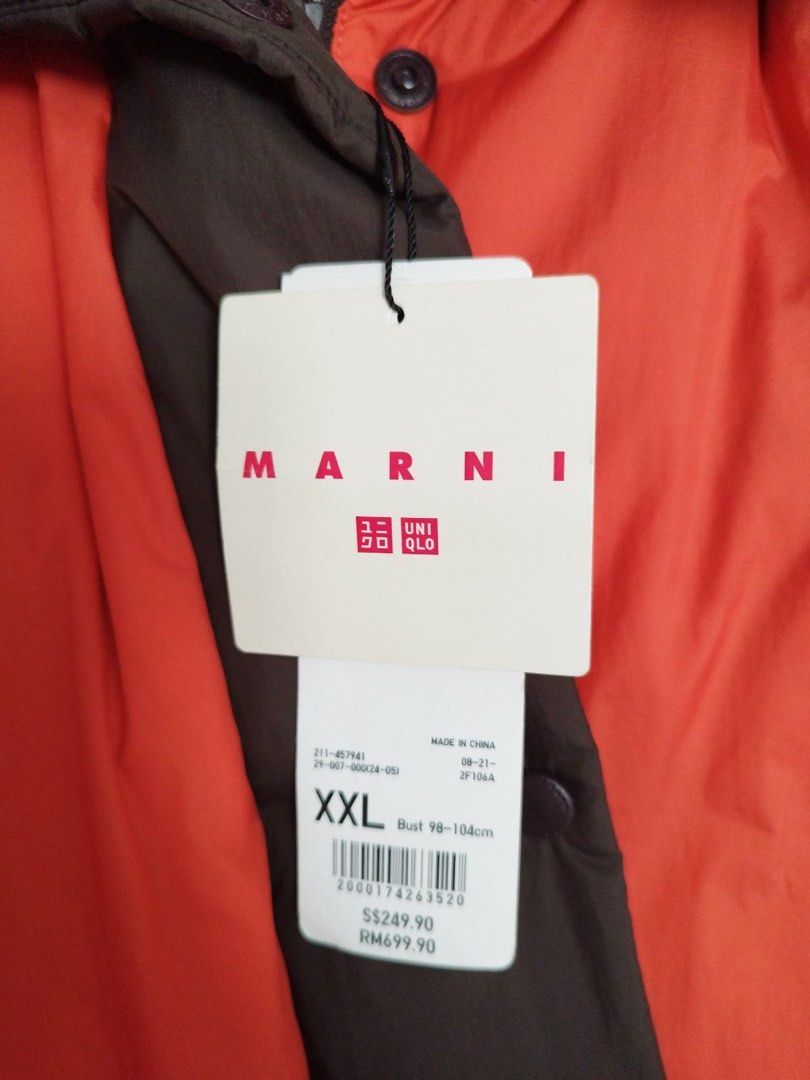 MARNI
ユニ
クロ
UNI
QLO
MADE IN CHINA
211-457941
08-21-
29-007-000(24-05)
2F106A
XXL Bust 98-104cm
2000174263520
S$249.90
RM699.90